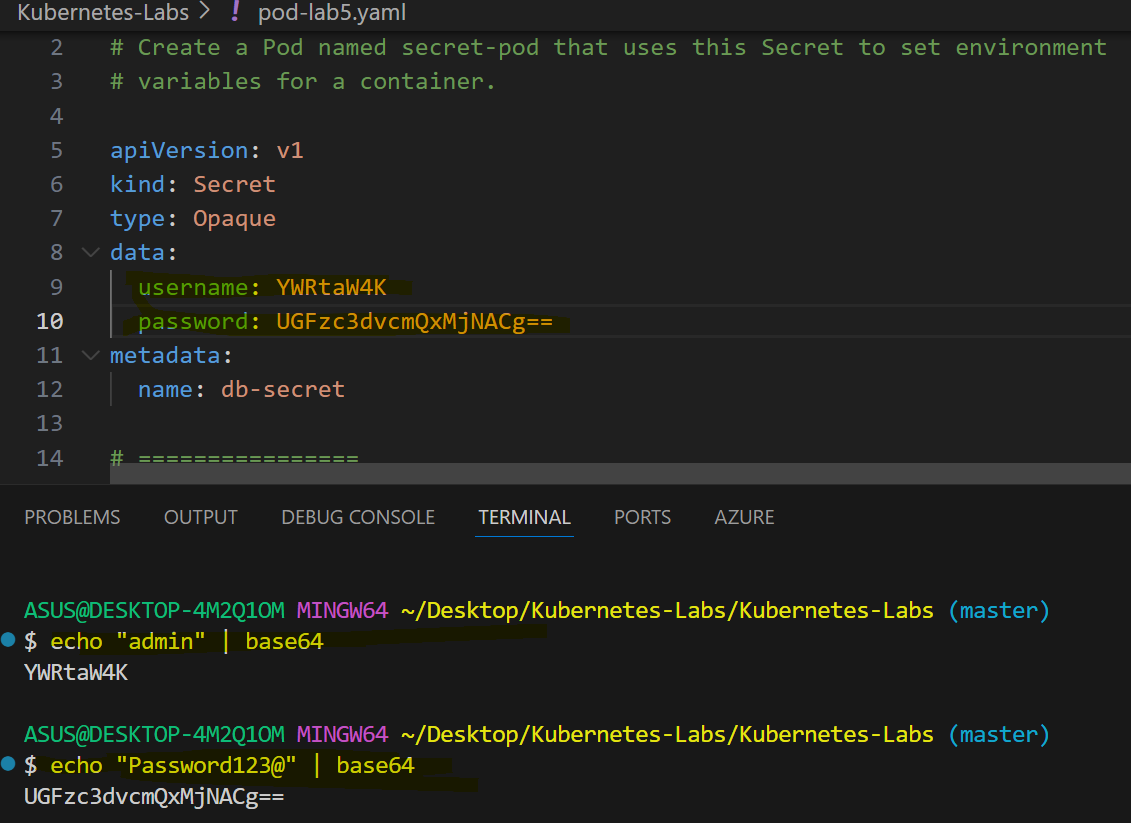 Kubernetes-Labs > ! pod-lab5.yaml
2 # Create a Pod named secret-pod that uses this Secret to set environment
3 # variables for a container.
4
5 apiVersion: v1
6 kind: Secret
7 type: Opaque
8 data:
9 username: YWRtaW4K
10 password: UGFzc3dvcmQxMjNACg==
11 metadata:
12 name: db-secret
13
14 # ================
PROBLEMS OUTPUT DEBUG CONSOLE TERMINAL PORTS AZURE
ASUS@DESKTOP-4M2Q1OM MINGW64 ~/Desktop/Kubernetes-Labs/Kubernetes-Labs (master)
$ echo "admin" | base64
YWRtaW4K
ASUS@DESKTOP-4M2Q1OM MINGW64 ~/Desktop/Kubernetes-Labs/Kubernetes-Labs (master)
$ echo "Password123@" | base64
UGFzc3dvcmQxMjNACg==